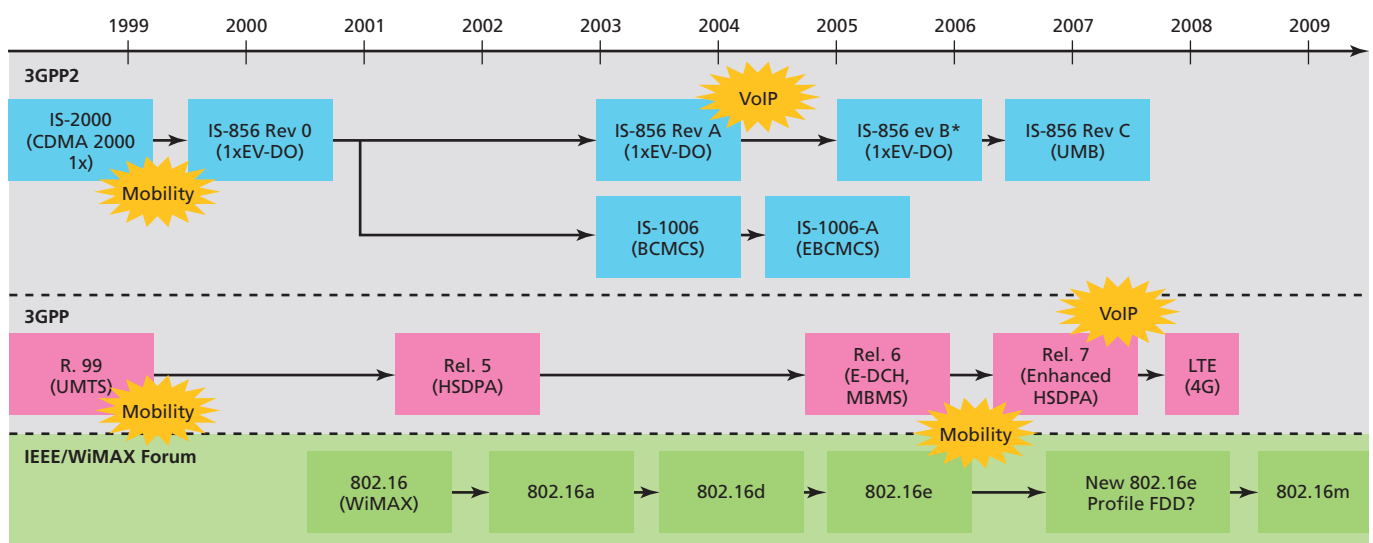 1999 2000 2001 2002 2003 2004 2005 2006 2007 2008 2009
3GPP2
IS-2000
(CDMA 2000
1x)
Mobility
IS-856 Rev 0
(1xEV-DO)
IS-856 Rev A
(1xEV-DO)
VoIP
IS-856 ev B*
(1xEV-DO)
IS-856 Rev C
(UMB)
IS-1006
(BCMCS)
IS-1006-A
(EBCMCS)
3GPP
R. 99
(UMTS)
Mobility
Rel. 5
(HSDPA)
Rel. 6
(E-DCH,
MBMS)
Rel. 7
(Enhanced
HSDPA)
VoIP
LTE
(4G)
IEEE/WiMAX Forum
802.16
(WiMAX)
802.16a
802.16d
802.16e
Mobility
New 802.16e
Profile FDD?
802.16m